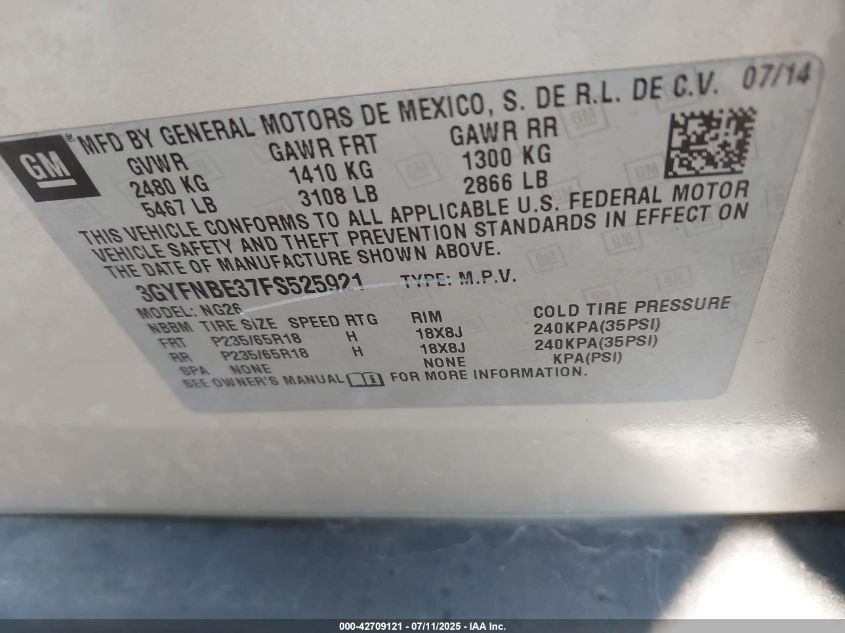 GM
®
MFD BY GENERAL MOTORS DE MEXICO, S. DE R.L. DE C.V. 07/14
GVWR GAWR FRT GAWR RR
2480 KG 1410 KG 1300 KG
5467 LB 3108 LB 2866 LB
THIS VEHICLE CONFORMS TO ALL APPLICABLE U.S. FEDERAL MOTOR
VEHICLE SAFETY AND THEFT PREVENTION STANDARDS IN EFFECT ON
THE DATE OF MANUFACTURE SHOWN ABOVE.
3GYFNBE37FS525921 TYPE: M.P.V.
MODEL: NG26
NBBM TIRE SIZE SPEED RTG RIM COLD TIRE PRESSURE
FRT P235/65R18 H 18X8J 240KPA(35PSI)
RR P235/65R18 H 18X8J 240KPA(35PSI)
SPA NONE NONE KPA(PSI)
SEE OWNER'S MANUAL i FOR MORE INFORMATION.
000-42709121 - 07/11/2025 - IAA Inc.